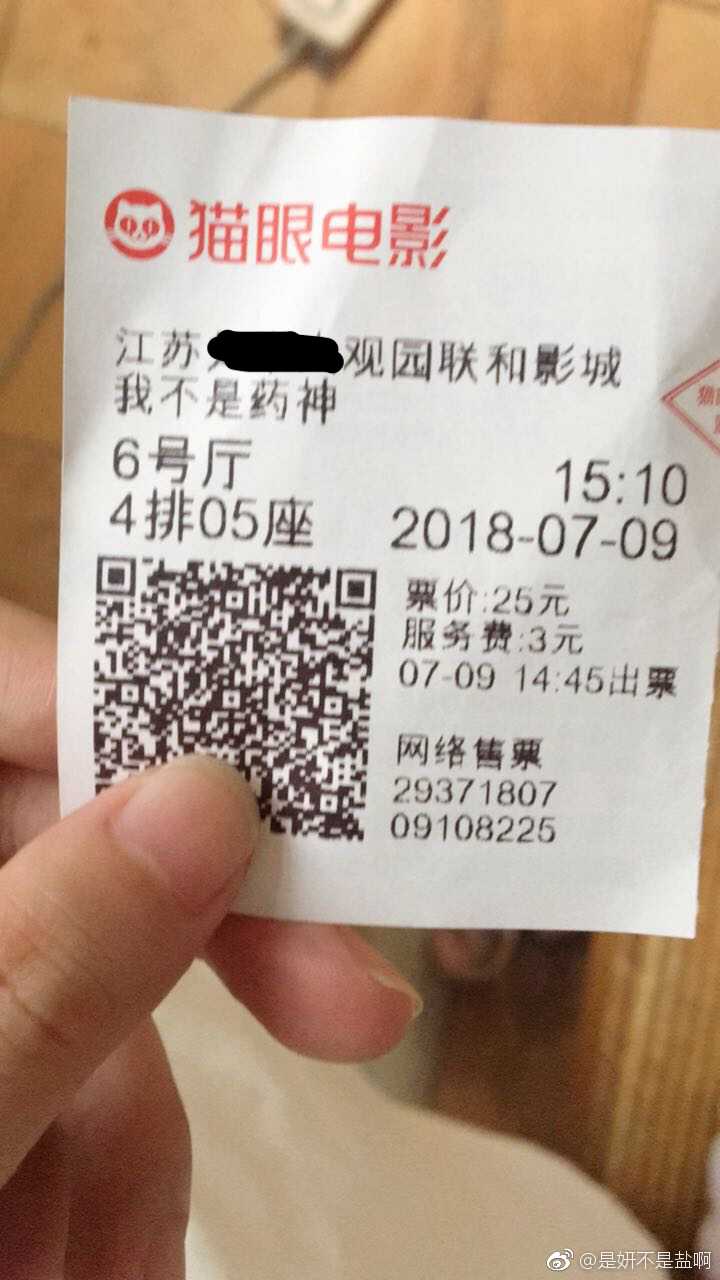 猫眼电影
江苏 观园联和影城
我不是药神
6号厅 15:10
4排05座 2018-07-09
票价:25元
服务费:3元
07-09 14:45出票
网络售票
29371807
09108225
@是妍不是盐啊